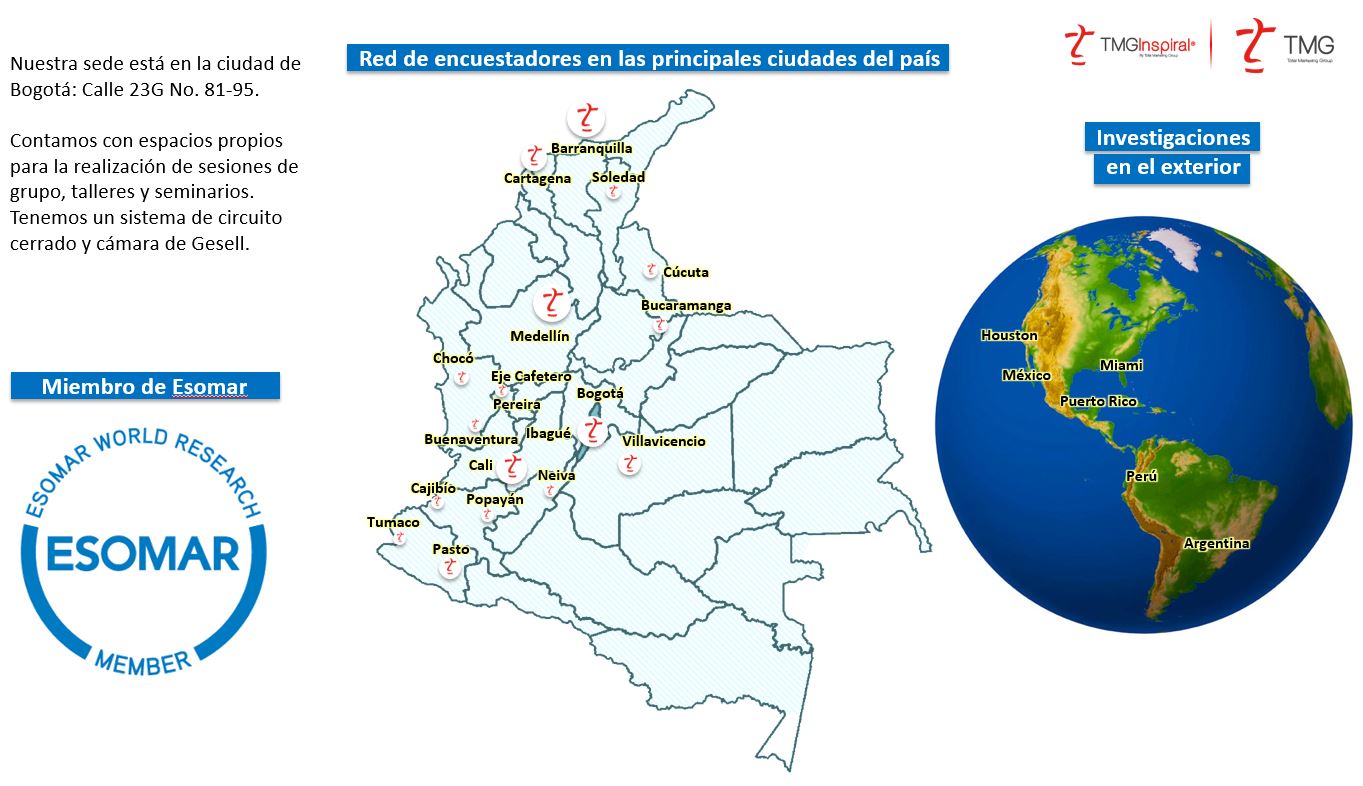 Nuestra sede está en la ciudad de
Bogotá: Calle 23G No. 81-95.
Contamos con espacios propios
para la realización de sesiones de
grupo, talleres y seminarios.
Tenemos un sistema de circuito
cerrado y cámara de Gesell.
Miembro de Esomar
ESOMAR WORLD RESEARCH
ESOMAR
MEMBER
Red de encuestadores en las principales ciudades del país
Barranquilla
Cartagena
Soledad
Cúcuta
Bucaramanga
Medellín
Chocó
Eje Cafetero
Bogotá
Pereira
Buenaventura
Ibagué
Villavicencio
Cali
Neiva
Cajibío
Popayán
Tumaco
Pasto
TMGInspiral®
By Total Marketing Group
TMG
Total Marketing Group
Investigaciones
en el exterior
Houston
México
Miami
Puerto Rico
Perú
Argentina